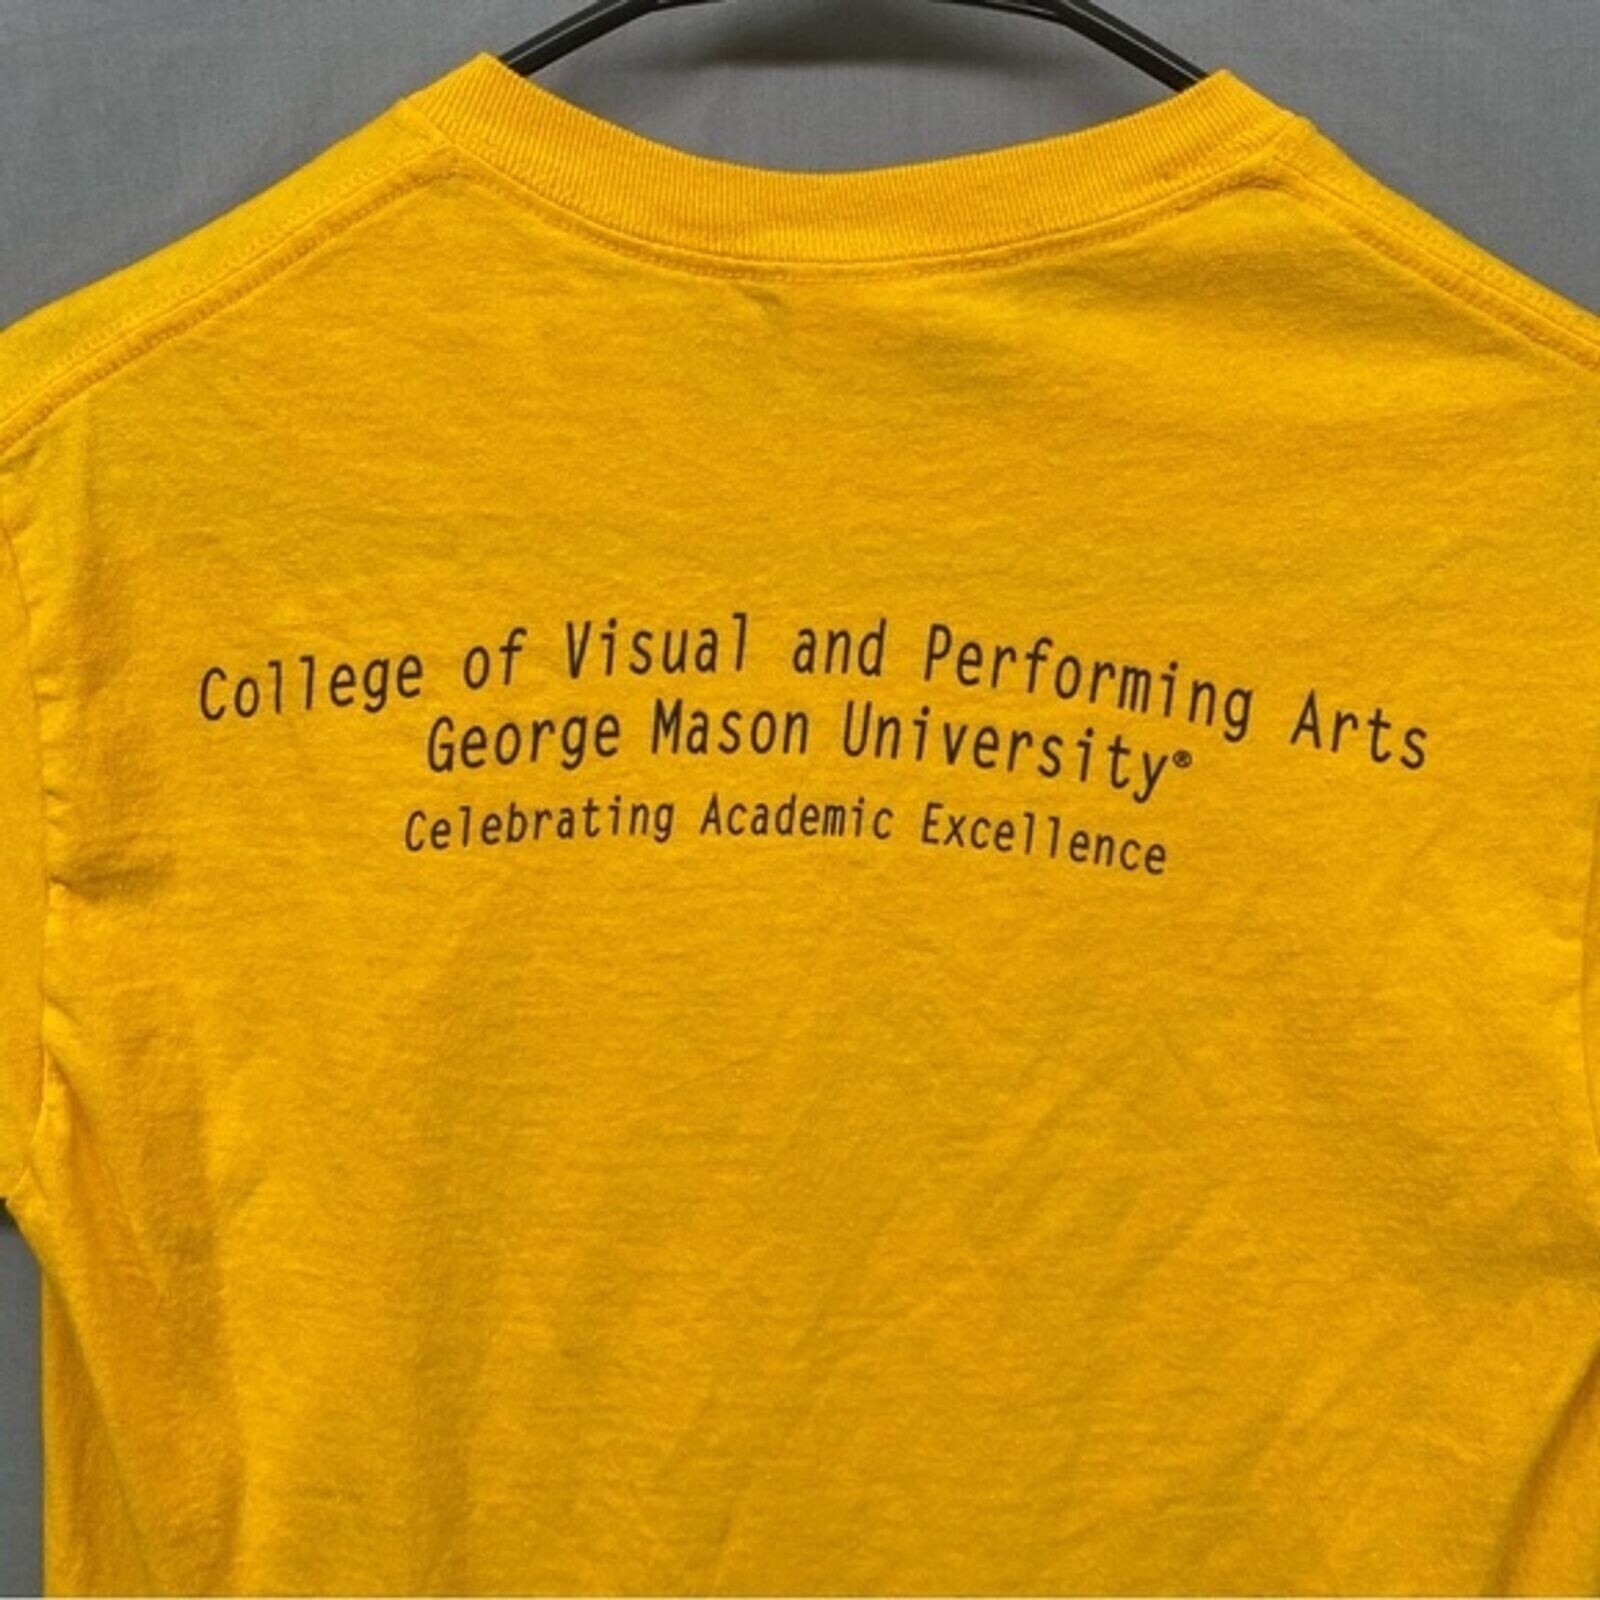 College of Visual and Performing Arts
George Mason University®
Celebrating Academic Excellence